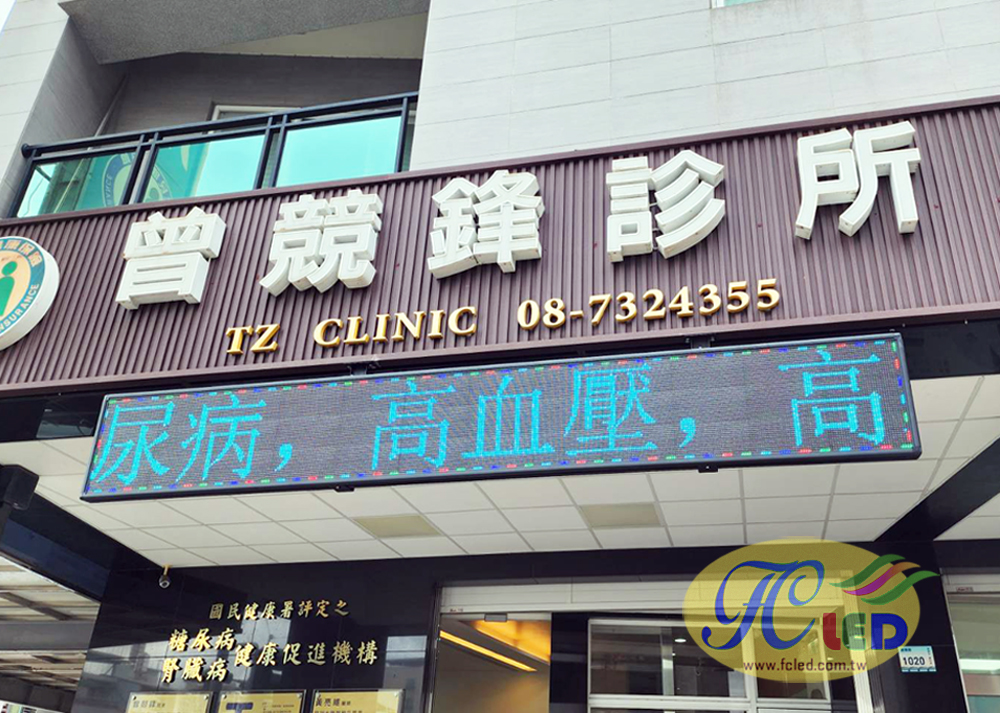 曾競鋒診所
TZ CLINIC 08-7324355
尿病，高血壓，高
國民健康署評定之
糖尿病
腎臟病 健康促進機構
FC LED
www.fcled.com.tw
1020